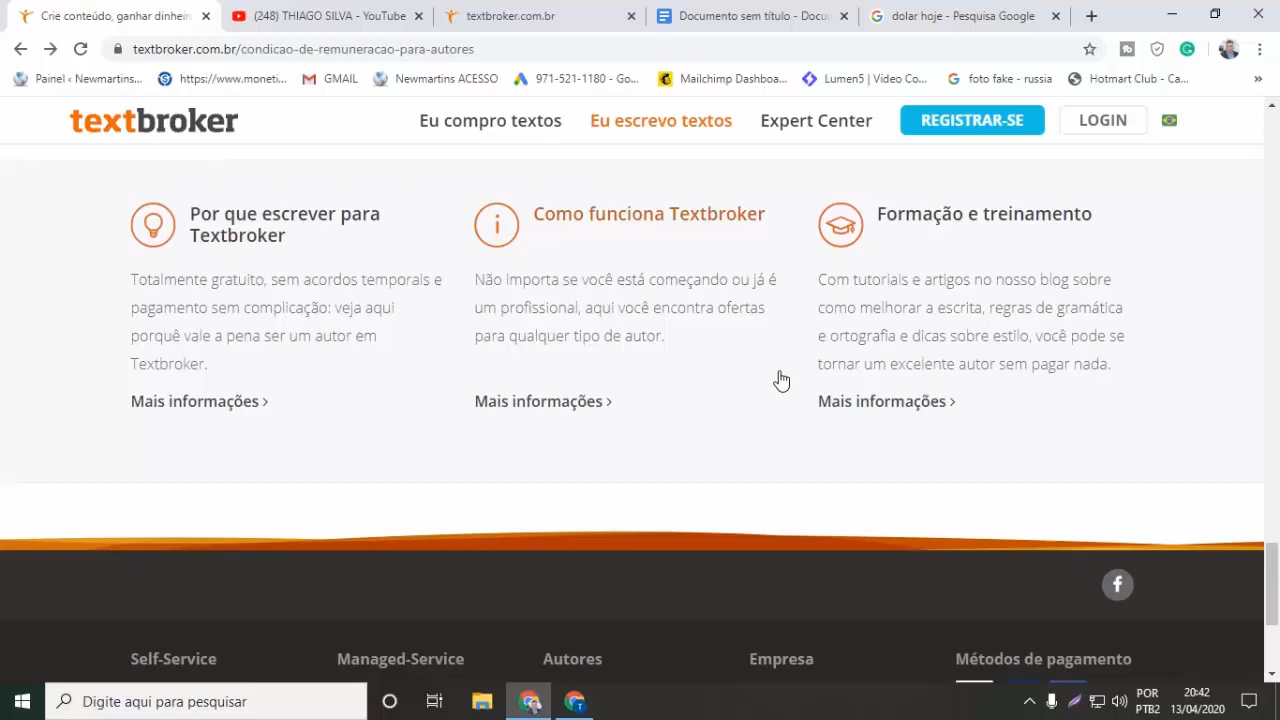 Crie conteúdo, ganhar dinheir
(248) THIAGO SILVA - YouTube
textbroker.com.br
Documento sem título - Docu
dolar hoje - Pesquisa Google
textbroker.com.br/condicao-de-remuneracao-para-autores
Painel ‹ Newmartins...
https://www.moneti...
GMAIL
Newmartins ACESSO
971-521-1180 - Go...
Mailchimp Dashboa...
Lumen5 | Video Co...
foto fake - russia
Hotmart Club - Ca...
textbroker
Eu compro textos
Eu escrevo textos
Expert Center
REGISTRAR-SE
LOGIN
Por que escrever para
Textbroker
Totalmente gratuito, sem acordos temporais e
pagamento sem complicação: veja aqui
porquê vale a pena ser um autor em
Textbroker.
Mais informações >
Como funciona Textbroker
Não importa se você está começando ou já é
um profissional, aqui você encontra ofertas
para qualquer tipo de autor.
Mais informações >
Formação e treinamento
Com tutoriais e artigos no nosso blog sobre
como melhorar a escrita, regras de gramática
e ortografia e dicas sobre estilo, você pode se
tornar um excelente autor sem pagar nada.
Mais informações >
Self-Service
Managed-Service
Autores
Empresa
Métodos de pagamento
Digite aqui para pesquisar
POR
PTB2
20:42
13/04/2020